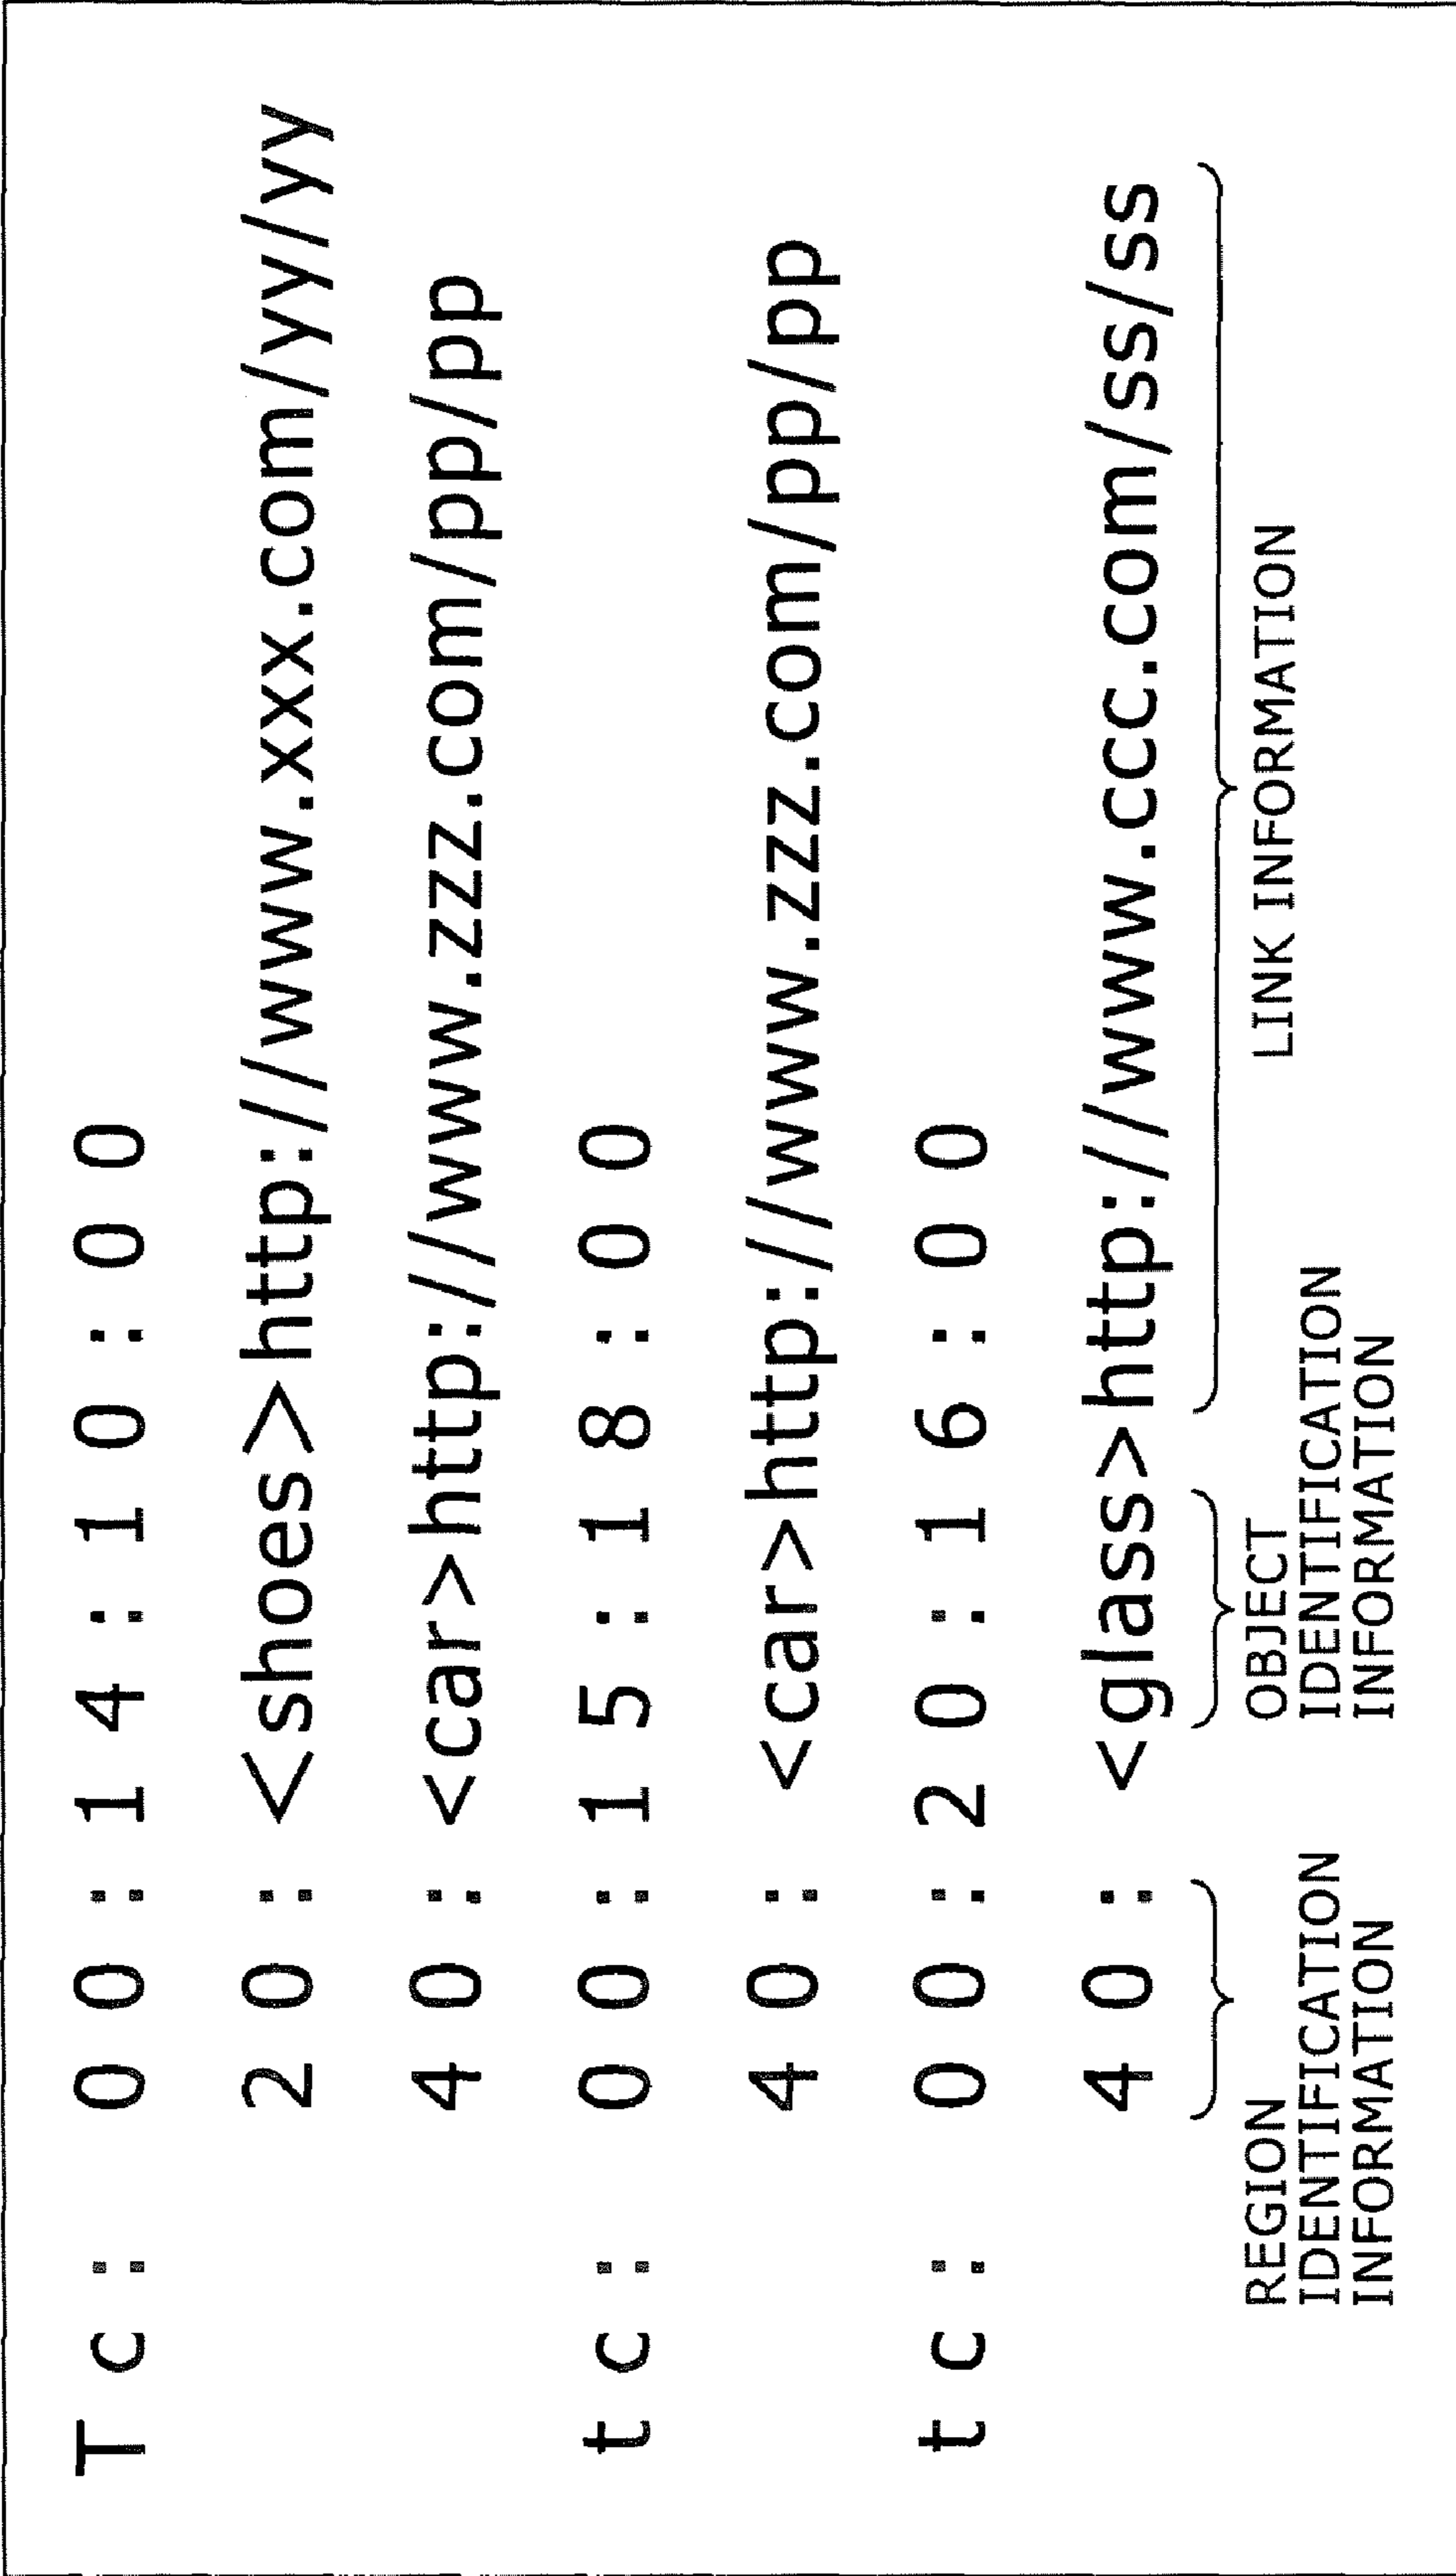 Tc: 00:14:10:00
20:<shoes>http://www.xxx.com/yy/yy
40:<car>http://www.zzz.com/pp/pp
tc: 00:15:18:00
40: <car>http://www.zzz.com/pp/pp
tc: 00:20:16:00
40: <glass>http://www.ccc.com/ss/ss
REGION
IDENTIFICATION
INFORMATION
OBJECT
IDENTIFICATION
INFORMATION
LINK INFORMATION